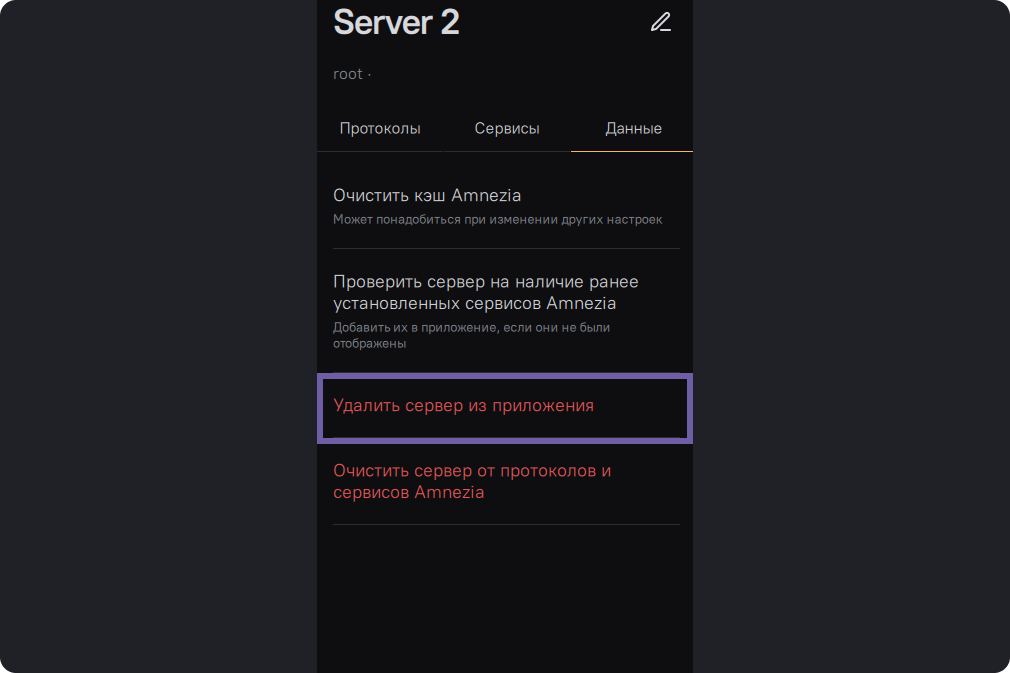 Server 2
root ·
Протоколы
Сервисы
Данные
Очистить кэш Amnezia
Может понадобиться при изменении других настроек
Проверить сервер на наличие ранее
установленных сервисов Amnezia
Добавить их в приложение, если они не были
отображены
Удалить сервер из приложения
Очистить сервер от протоколов и
сервисов Amnezia